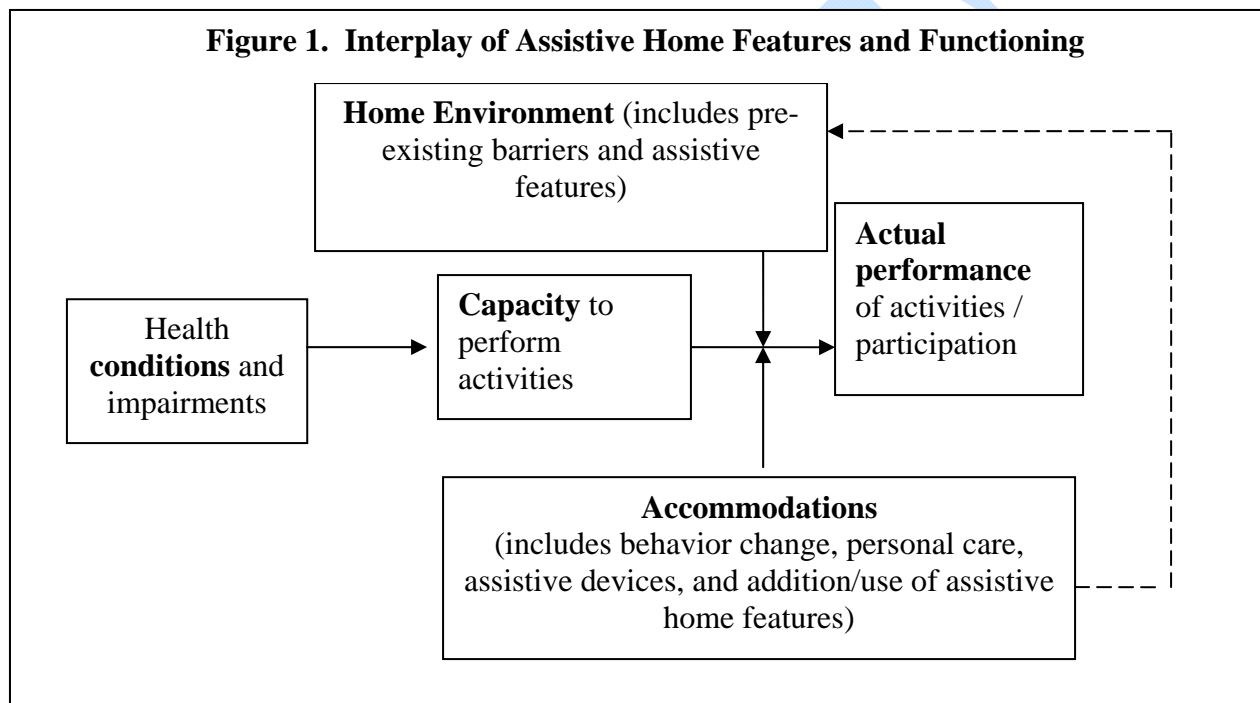 Figure 1. Interplay of Assistive Home Features and Functioning
Home Environment (includes pre-
existing barriers and assistive
features)
Actual
performance
of activities /
participation
Capacity to
perform
activities
Health
conditions and
impairments
Accommodations
(includes behavior change, personal care,
assistive devices, and addition/use of assistive
home features)